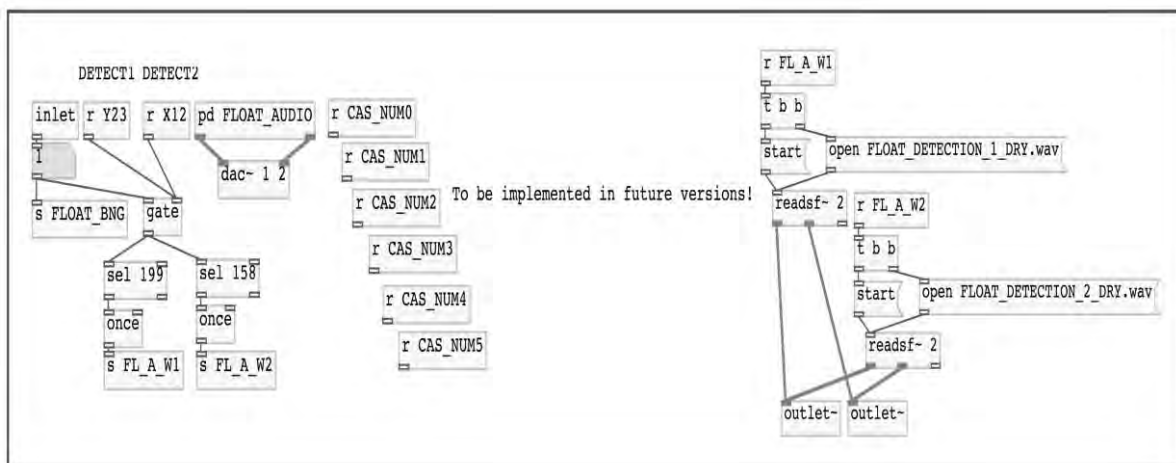 DETECT1 DETECT2
inlet
r Y23
r X12
pd FLOAT_AUDIO
1
dac~ 1 2
s FLOAT_BNG
gate
sel 199
sel 158
once
once
s FL_A_W1
s FL_A_W2
r CAS_NUM0
r CAS_NUM1
r CAS_NUM2
r CAS_NUM3
r CAS_NUM4
r CAS_NUM5
To be implemented in future versions!
r FL_A_W1
t b b
start
open FLOAT_DETECTION_1_DRY.wav
readsf~ 2
r FL_A_W2
t b b
start
open FLOAT_DETECTION_2_DRY.wav
readsf~ 2
outlet~
outlet~